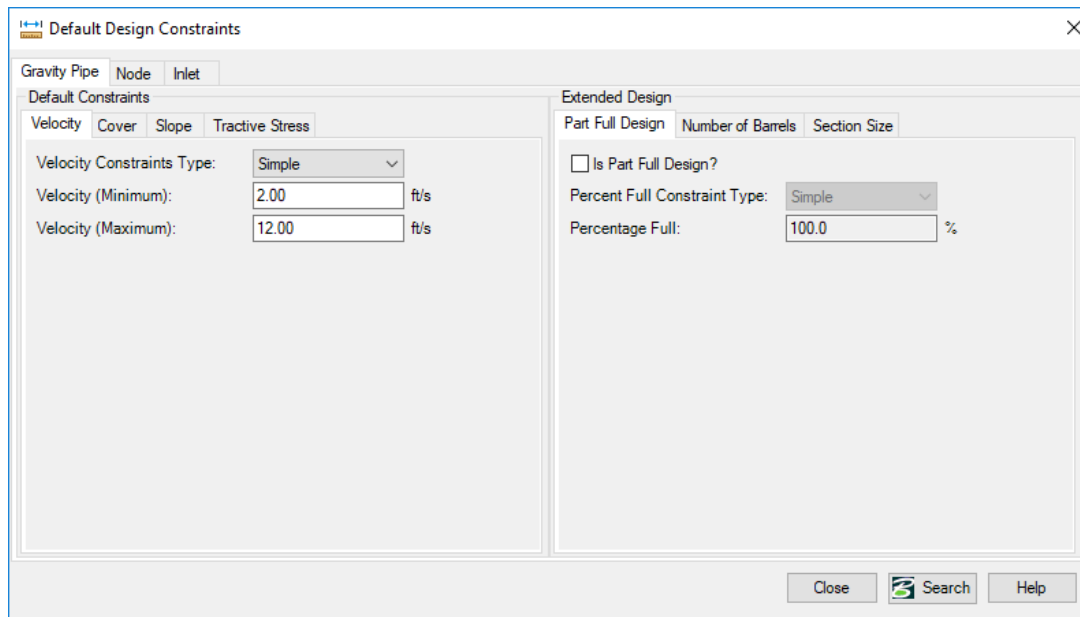 Default Design Constraints
Gravity Pipe Node Inlet
Default Constraints
Velocity Cover Slope Tractive Stress
Velocity Constraints Type: Simple
Velocity (Minimum): 2.00 ft/s
Velocity (Maximum): 12.00 ft/s
Extended Design
Part Full Design Number of Barrels Section Size
Is Part Full Design?
Percent Full Constraint Type: Simple
Percentage Full: 100.0 %
Close Search Help